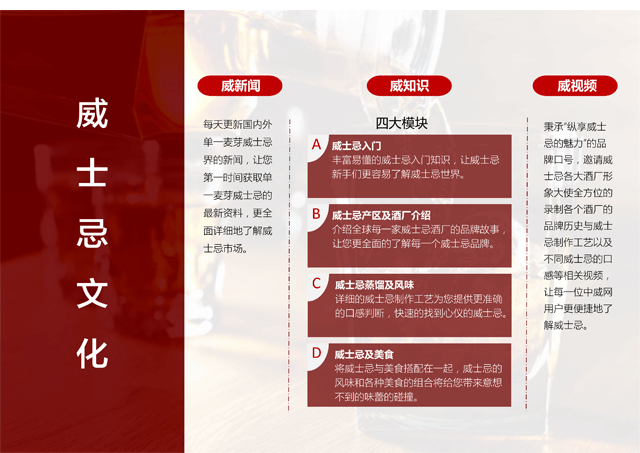 威士忌文化
威新闻
每天更新国内外
单一麦芽威士忌
界的新闻，让您
第一时间获取单
一麦芽威士忌的
最新资料，更全
面详细地了解威
士忌市场。
威知识
四大模块
A
威士忌入门
丰富易懂的威士忌入门知识，让威士忌
新手们更容易了解威士忌世界。
B
威士忌产区及酒厂介绍
介绍全球每一家威士忌酒厂的品牌故事，
让您更全面的了解每一个威士忌品牌。
C
威士忌蒸馏及风味
详细的威士忌制作工艺为您提供更准确
的口感判断，快速的找到心仪的威士忌。
D
威士忌及美食
将威士忌与美食搭配在一起，威士忌的
风味和各种美食的组合将给您带来意想
不到的味蕾的碰撞。
威视频
秉承“纵享威士
忌的魅力”的品
牌口号，邀请威
士忌各大酒厂形
象大使全方位的
录制各个酒厂的
品牌历史与威士
忌制作工艺以及
不同威士忌的口
感等相关视频，
让每一位中威网
用户更便捷地了
解威士忌。